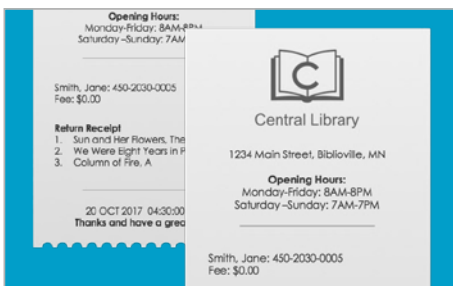 Opening Hours:
Monday-Friday: 8AM-8PM
Saturday-Sunday: 7AM
Smith, Jane: 450-2030-0005
Fee: $0.00
Return Receipt
1. Sun and Her Flowers, The
2. We Were Eight Years in P
3. Column of Fire, A
20 OCT 2017 04:30:00
Thanks and have a grea
C
Central Library
1234 Main Street, Biblioville, MN
Opening Hours:
Monday-Friday: 8AM-8PM
Saturday-Sunday: 7AM-7PM
Smith, Jane: 450-2030-0005
Fee: $0.00